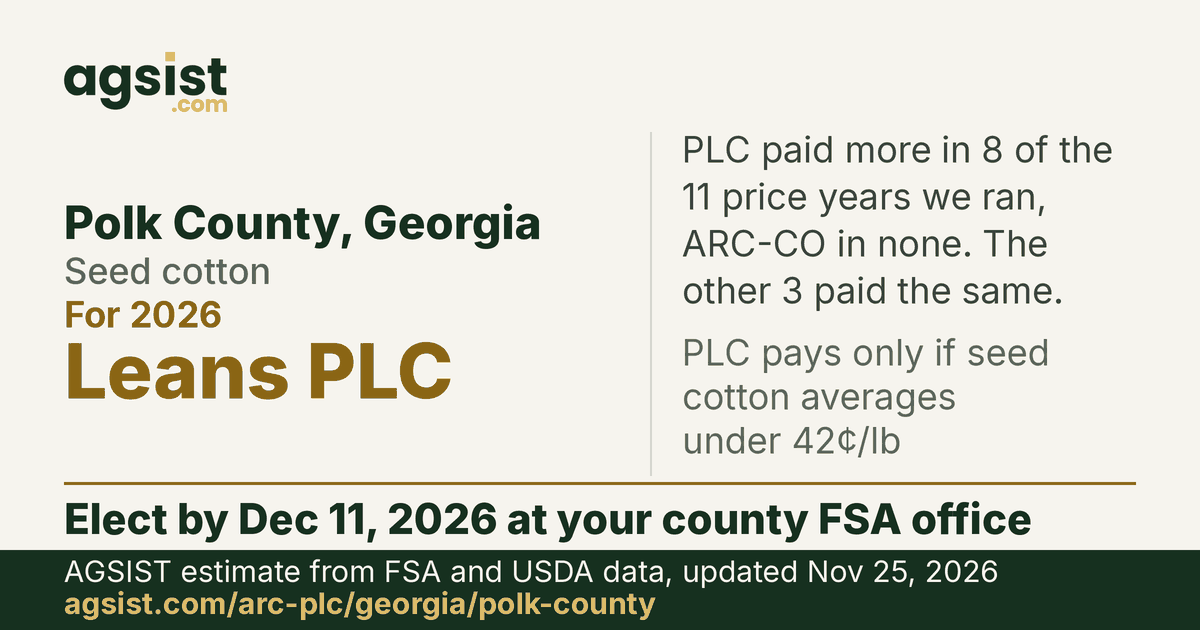 agsist
.com
Polk County, Georgia
Seed cotton
For 2026
Leans PLC
PLC paid more in 8 of the
11 price years we ran,
ARC-CO in none. The
other 3 paid the same.
PLC pays only if seed
cotton averages
under 42¢/lb
Elect by Dec 11, 2026 at your county FSA office
AGSIST estimate from FSA and USDA data, updated Nov 25, 2026
agsist.com/arc-plc/georgia/polk-county